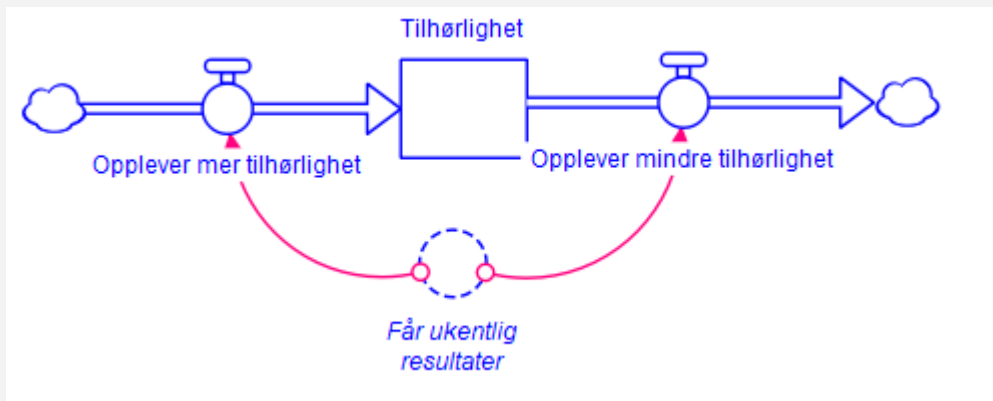 Tilhørlighet
Opplever mer tilhørlighet
Opplever mindre tilhørlighet
Får ukentlig
resultater